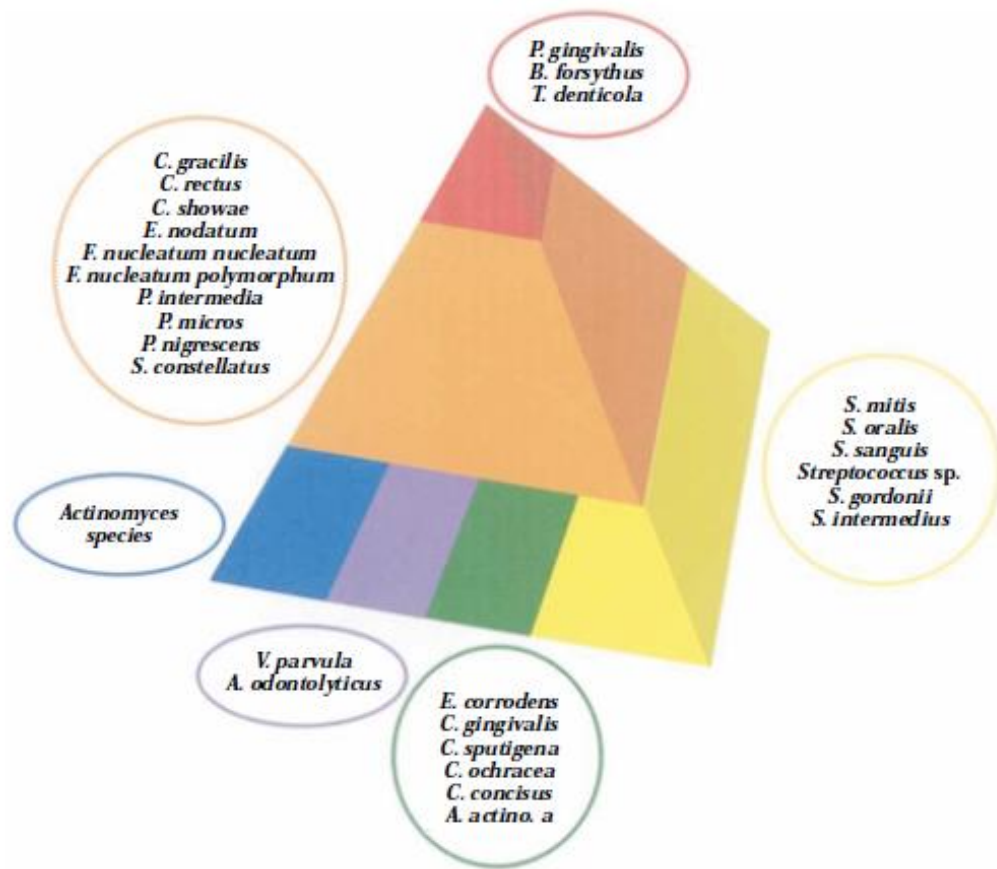 P. gingivalis
B. forsythus
T. denticola
C. gracilis
C. rectus
C. showae
E. nodatum
F. nucleatum nucleatum
F. nucleatum polymorphum
P. intermedia
P. micros
P. nigrescens
S. constellatus
S. mitis
S. oralis
S. sanguis
Streptococcus sp.
S. gordonii
S. intermedius
Actinomyces
species
V. parvula
A. odontolyticus
E. corrodens
C. gingivalis
C. sputigena
C. ochracea
C. concisus
A. actino. a